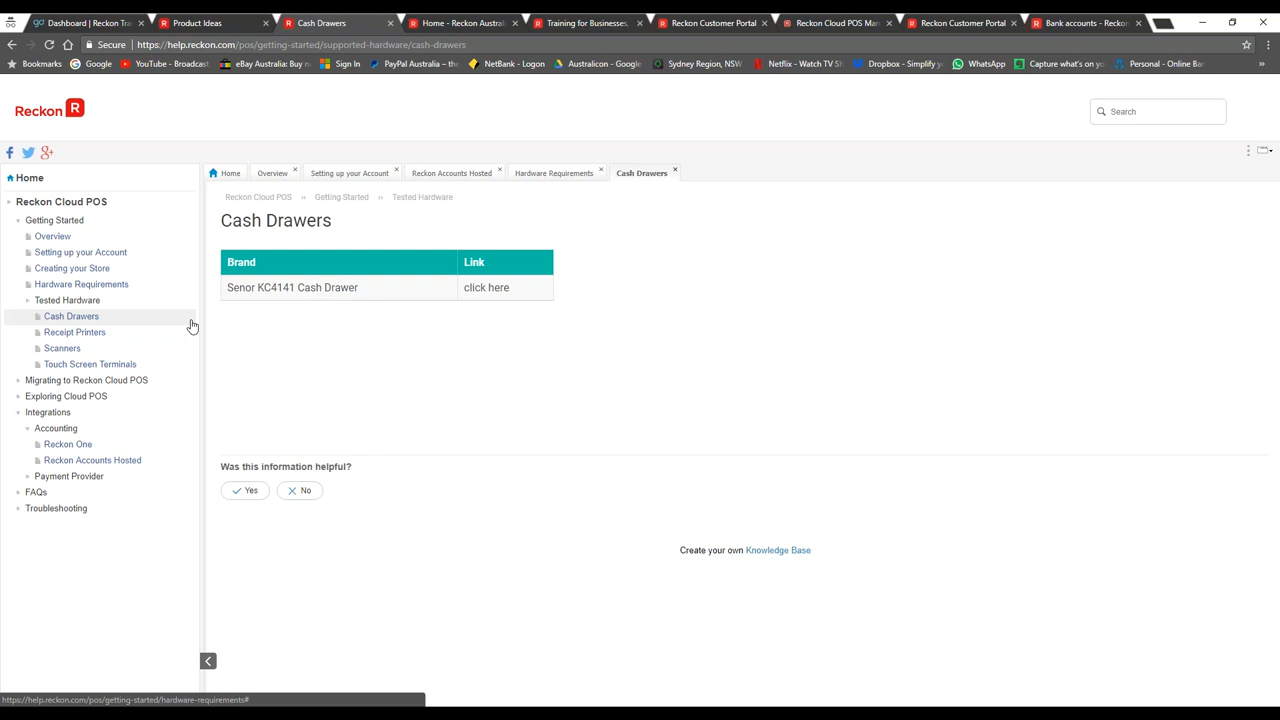 Dashboard | Reckon Tra
Product Ideas
Cash Drawers
Home - Reckon Austral
Training for Businesses,
Reckon Customer Portal
Reckon Cloud POS Man
Reckon Customer Portal
Bank accounts - Reckon
Secure
https://help.reckon.com/pos/getting-started/supported-hardware/cash-drawers
Bookmarks
Google
YouTube - Broadcast
eBay Australia: Buy n
Sign In
PayPal Australia – the
NetBank - Logon
Australicon - Google
Sydney Region, NSW
Netflix - Watch TV Sh
Dropbox - Simplify y
WhatsApp
Capture what's on yo
Personal - Online Ban
Reckon R
Search
Home
Reckon Cloud POS
Getting Started
Overview
Setting up your Account
Creating your Store
Hardware Requirements
Tested Hardware
Cash Drawers
Receipt Printers
Scanners
Touch Screen Terminals
Migrating to Reckon Cloud POS
Exploring Cloud POS
Integrations
Accounting
Reckon One
Reckon Accounts Hosted
Payment Provider
FAQs
Troubleshooting
Home
Overview
Setting up your Account
Reckon Accounts Hosted
Hardware Requirements
Cash Drawers
Reckon Cloud POS » Getting Started » Tested Hardware
Cash Drawers
Brand Link
Senor KC4141 Cash Drawer click here
Was this information helpful?
Yes
No
Create your own Knowledge Base
https://help.reckon.com/pos/getting-started/hardware-requirements#